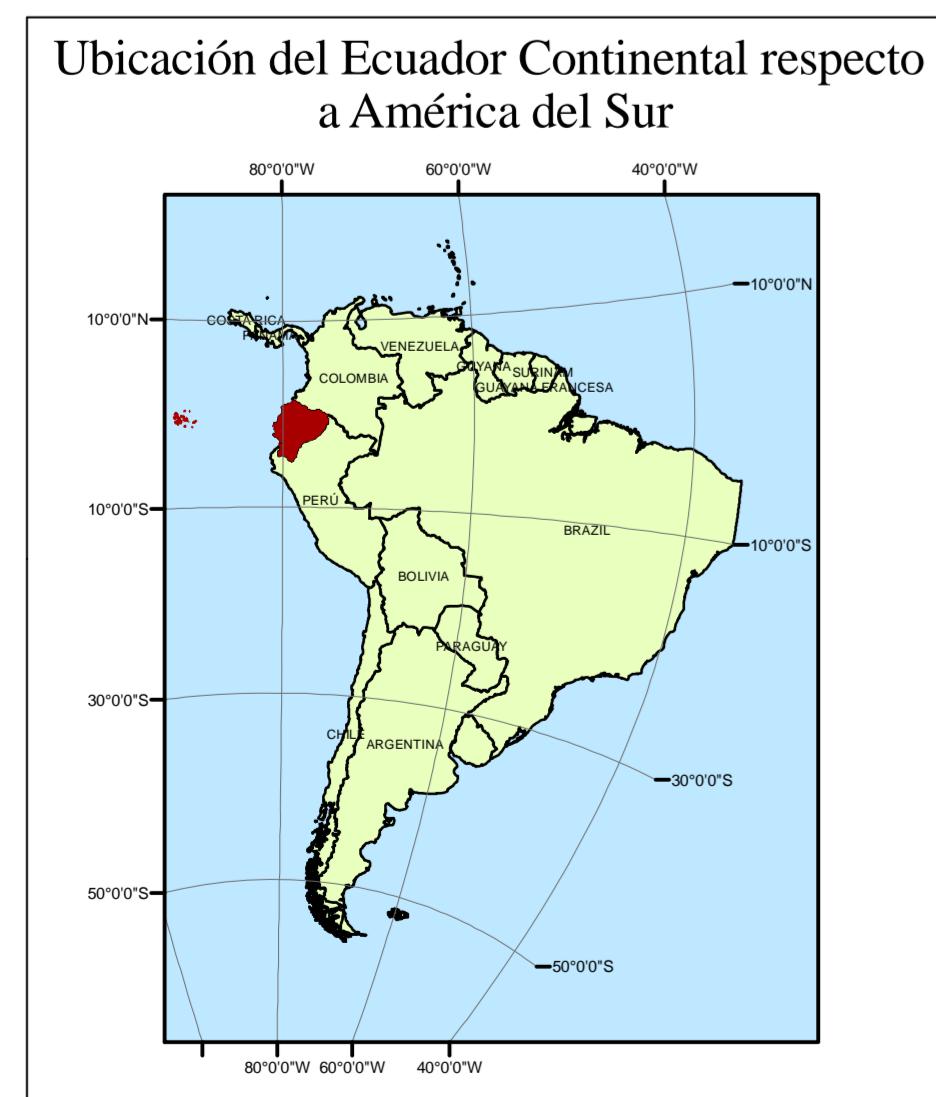 Ubicación del Ecuador Continental respecto
a América del Sur
80°0'0"W 60°0'0"W 40°0'0"W
10°0'0"N
10°0'0"N
COSTA RICA
PANAMÁ
VENEZUELA
GUYANA
SURINAM
COLOMBIA
GUAYANA FRANCESA
PERÚ
10°0'0"S
BRAZIL
10°0'0"S
BOLIVIA
PARAGUAY
30°0'0"S
CHILE
ARGENTINA
30°0'0"S
50°0'0"S
50°0'0"S
80°0'0"W 60°0'0"W 40°0'0"W